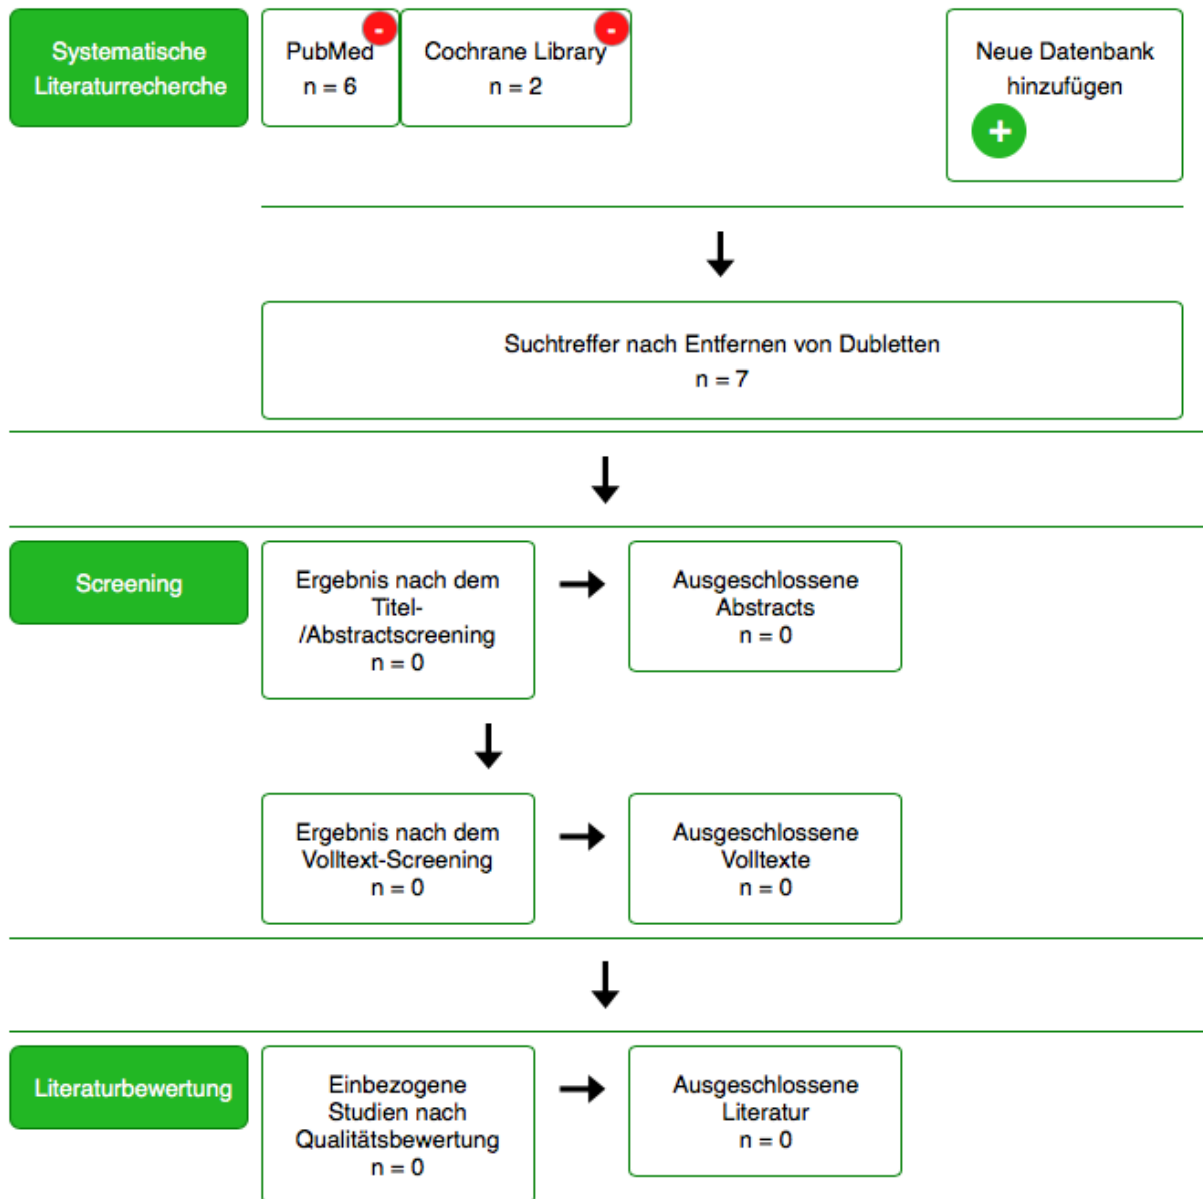 Systematische
Literaturrecherche
PubMed
n = 6
-
Cochrane Library
n = 2
-
Neue Datenbank
hinzufügen
+
Suchtreffer nach Entfernen von Dubletten
n = 7
Screening
Ergebnis nach dem
Titel-
/Abstractscreening
n = 0
Ausgeschlossene
Abstracts
n = 0
Ergebnis nach dem
Volltext-Screening
n = 0
Ausgeschlossene
Volltexte
n = 0
Literaturbewertung
Einbezogene
Studien nach
Qualitätsbewertung
n = 0
Ausgeschlossene
Literatur
n = 0